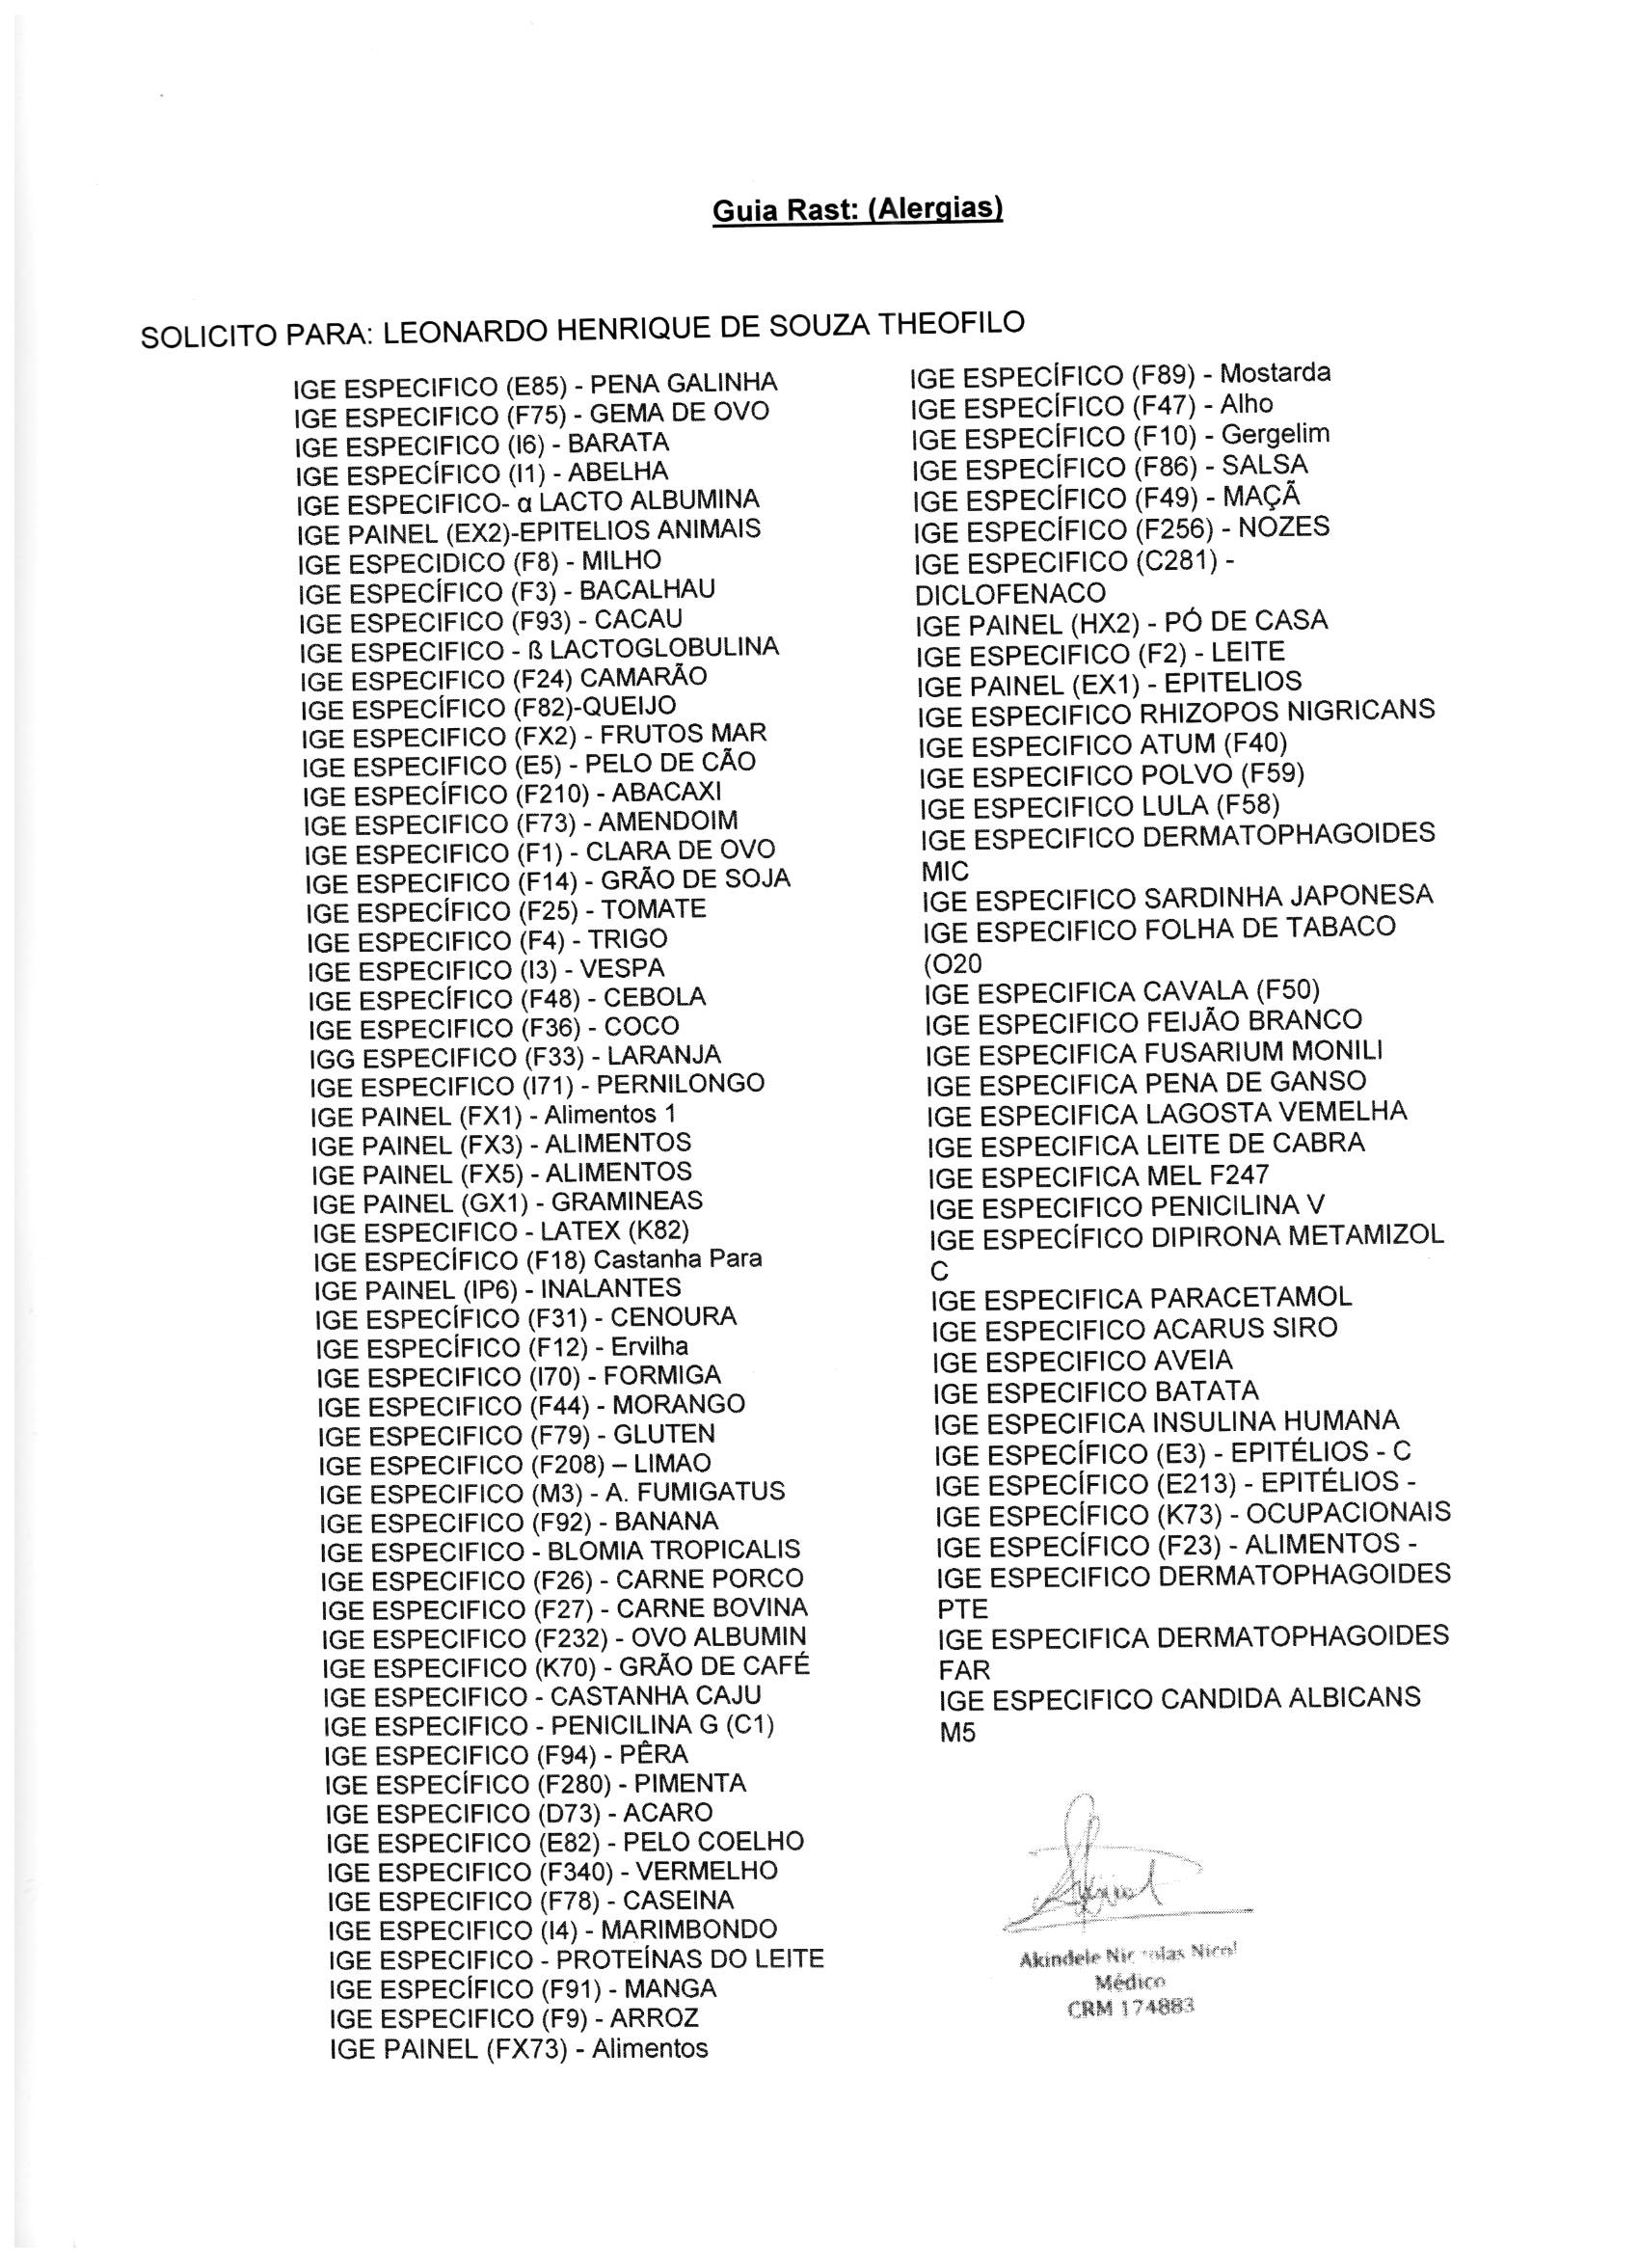 Guia Rast: (Alergias)
SOLICITO PARA: LEONARDO HENRIQUE DE SOUZA THEOFILO
IGE ESPECIFICO (E85) - PENA GALINHA
IGE ESPECIFICO (F75) - GEMA DE OVO
IGE ESPECIFICO (I6) - BARATA
IGE ESPECÍFICO (I1) - ABELHA
IGE ESPECIFICO- α LACTO ALBUMINA
IGE PAINEL (EX2)-EPITELIOS ANIMAIS
IGE ESPECIDICO (F8) - MILHO
IGE ESPECÍFICO (F3) - BACALHAU
IGE ESPECIFICO (F93) - CACAU
IGE ESPECIFICO - ß LACTOGLOBULINA
IGE ESPECIFICO (F24) CAMARÃO
IGE ESPECÍFICO (F82)-QUEIJO
IGE ESPECIFICO (FX2) - FRUTOS MAR
IGE ESPECIFICO (E5) - PELO DE CÃO
IGE ESPECÍFICO (F210) - ABACAXI
IGE ESPECIFICO (F73) - AMENDOIM
IGE ESPECIFICO (F1) - CLARA DE OVO
IGE ESPECIFICO (F14) - GRÃO DE SOJA
IGE ESPECÍFICO (F25) - TOMATE
IGE ESPECIFICO (F4) - TRIGO
IGE ESPECIFICO (I3) - VESPA
IGE ESPECÍFICO (F48) - CEBOLA
IGE ESPECIFICO (F36) - COCO
IGG ESPECIFICO (F33) - LARANJA
IGE ESPECIFICO (I71) - PERNILONGO
IGE PAINEL (FX1) - Alimentos 1
IGE PAINEL (FX3) - ALIMENTOS
IGE PAINEL (FX5) - ALIMENTOS
IGE PAINEL (GX1) - GRAMINEAS
IGE ESPECIFICO - LATEX (K82)
IGE ESPECÍFICO (F18) Castanha Para
IGE PAINEL (IP6) - INALANTES
IGE ESPECÍFICO (F31) - CENOURA
IGE ESPECÍFICO (F12) - Ervilha
IGE ESPECIFICO (I70) - FORMIGA
IGE ESPECIFICO (F44) - MORANGO
IGE ESPECIFICO (F79) - GLUTEN
IGE ESPECIFICO (F208) – LIMAO
IGE ESPECIFICO (M3) - A. FUMIGATUS
IGE ESPECIFICO (F92) - BANANA
IGE ESPECIFICO - BLOMIA TROPICALIS
IGE ESPECIFICO (F26) - CARNE PORCO
IGE ESPECIFICO (F27) - CARNE BOVINA
IGE ESPECIFICO (F232) - OVO ALBUMIN
IGE ESPECIFICO (K70) - GRÃO DE CAFÉ
IGE ESPECIFICO - CASTANHA CAJU
IGE ESPECIFICO - PENICILINA G (C1)
IGE ESPECIFICO (F94) - PÊRA
IGE ESPECÍFICO (F280) - PIMENTA
IGE ESPECIFICO (D73) - ACARO
IGE ESPECIFICO (E82) - PELO COELHO
IGE ESPECIFICO (F340) - VERMELHO
IGE ESPECIFICO (F78) - CASEINA
IGE ESPECIFICO (I4) - MARIMBONDO
IGE ESPECIFICO - PROTEÍNAS DO LEITE
IGE ESPECÍFICO (F91) - MANGA
IGE ESPECIFICO (F9) - ARROZ
IGE PAINEL (FX73) - Alimentos
IGE ESPECÍFICO (F89) - Mostarda
IGE ESPECÍFICO (F47) - Alho
IGE ESPECÍFICO (F10) - Gergelim
IGE ESPECÍFICO (F86) - SALSA
IGE ESPECÍFICO (F49) - MAÇÃ
IGE ESPECÍFICO (F256) - NOZES
IGE ESPECIFICO (C281) -
DICLOFENACO
IGE PAINEL (HX2) - PÓ DE CASA
IGE ESPECIFICO (F2) - LEITE
IGE PAINEL (EX1) - EPITELIOS
IGE ESPECIFICO RHIZOPOS NIGRICANS
IGE ESPECIFICO ATUM (F40)
IGE ESPECIFICO POLVO (F59)
IGE ESPECIFICO LULA (F58)
IGE ESPECIFICO DERMATOPHAGOIDES
MIC
IGE ESPECIFICO SARDINHA JAPONESA
IGE ESPECIFICO FOLHA DE TABACO
(O20
IGE ESPECIFICA CAVALA (F50)
IGE ESPECIFICO FEIJÃO BRANCO
IGE ESPECIFICA FUSARIUM MONILI
IGE ESPECIFICA PENA DE GANSO
IGE ESPECIFICA LAGOSTA VEMELHA
IGE ESPECIFICA LEITE DE CABRA
IGE ESPECIFICA MEL F247
IGE ESPECIFICO PENICILINA V
IGE ESPECÍFICO DIPIRONA METAMIZOL
C
IGE ESPECIFICA PARACETAMOL
IGE ESPECIFICO ACARUS SIRO
IGE ESPECIFICO AVEIA
IGE ESPECIFICO BATATA
IGE ESPECIFICA INSULINA HUMANA
IGE ESPECÍFICO (E3) - EPITÉLIOS - C
IGE ESPECÍFICO (E213) - EPITÉLIOS -
IGE ESPECÍFICO (K73) - OCUPACIONAIS
IGE ESPECÍFICO (F23) - ALIMENTOS -
IGE ESPECIFICO DERMATOPHAGOIDES
PTE
IGE ESPECIFICA DERMATOPHAGOIDES
FAR
IGE ESPECIFICO CANDIDA ALBICANS
M5
Akindele Nicol
Médico
CRM 174883